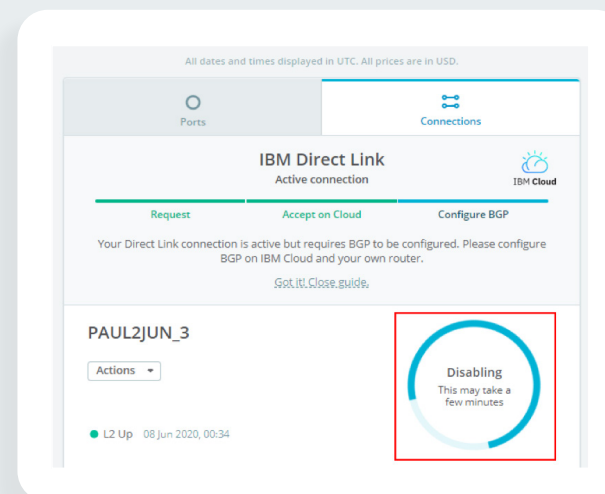 All dates and times displayed in UTC. All prices are in USD.
Ports
Connections
IBM Direct Link
Active connection
IBM Cloud
Request
Accept on Cloud
Configure BGP
Your Direct Link connection is active but requires BGP to be configured. Please configure
BGP on IBM Cloud and your own router.
Got it! Close guide.
PAUL2JUN_3
Actions
Disabling
This may take a
few minutes
L2 Up 08 Jun 2020, 00:34